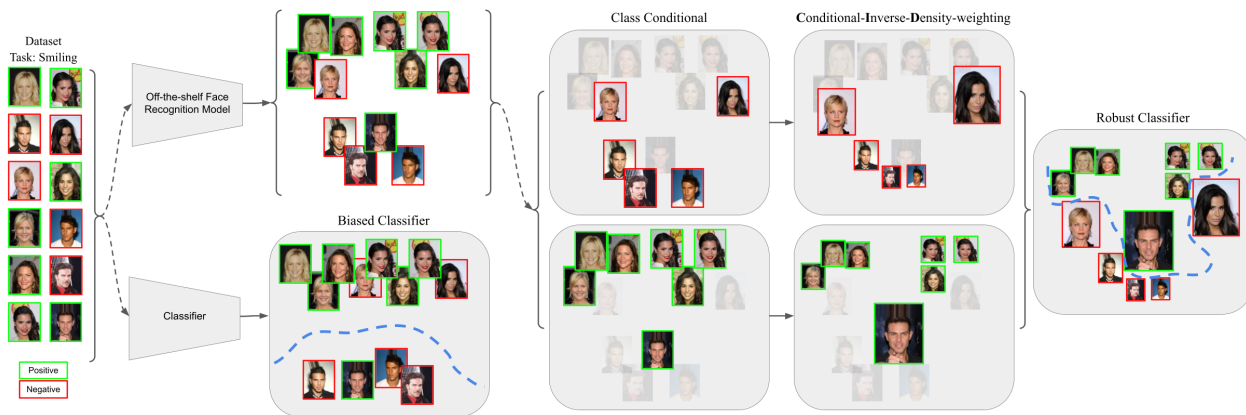 Dataset
Task: Smiling
Off-the-shelf Face
Recognition Model
Classifier
Positive
Negative
Biased Classifier
Class Conditional
Conditional-Inverse-Density-weighting
Robust Classifier